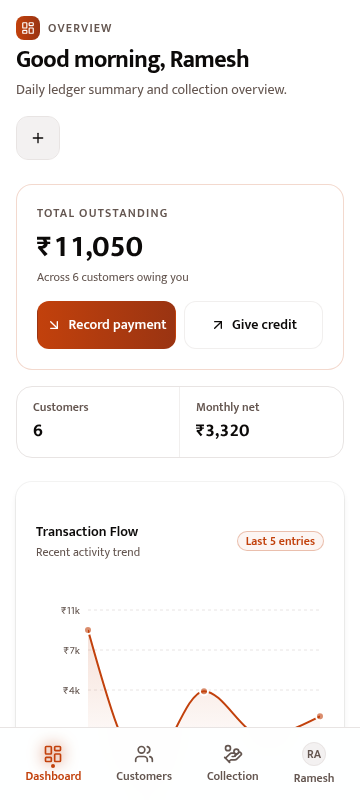 OVERVIEW
Good morning, Ramesh
Daily ledger summary and collection overview.
+
TOTAL OUTSTANDING
₹11,050
Across 6 customers owing you
Record payment
Give credit
Customers
6
Monthly net
₹3,320
Transaction Flow
Recent activity trend
Last 5 entries
₹11k
₹7k
₹4k
Dashboard
Customers
Collection
RA
Ramesh